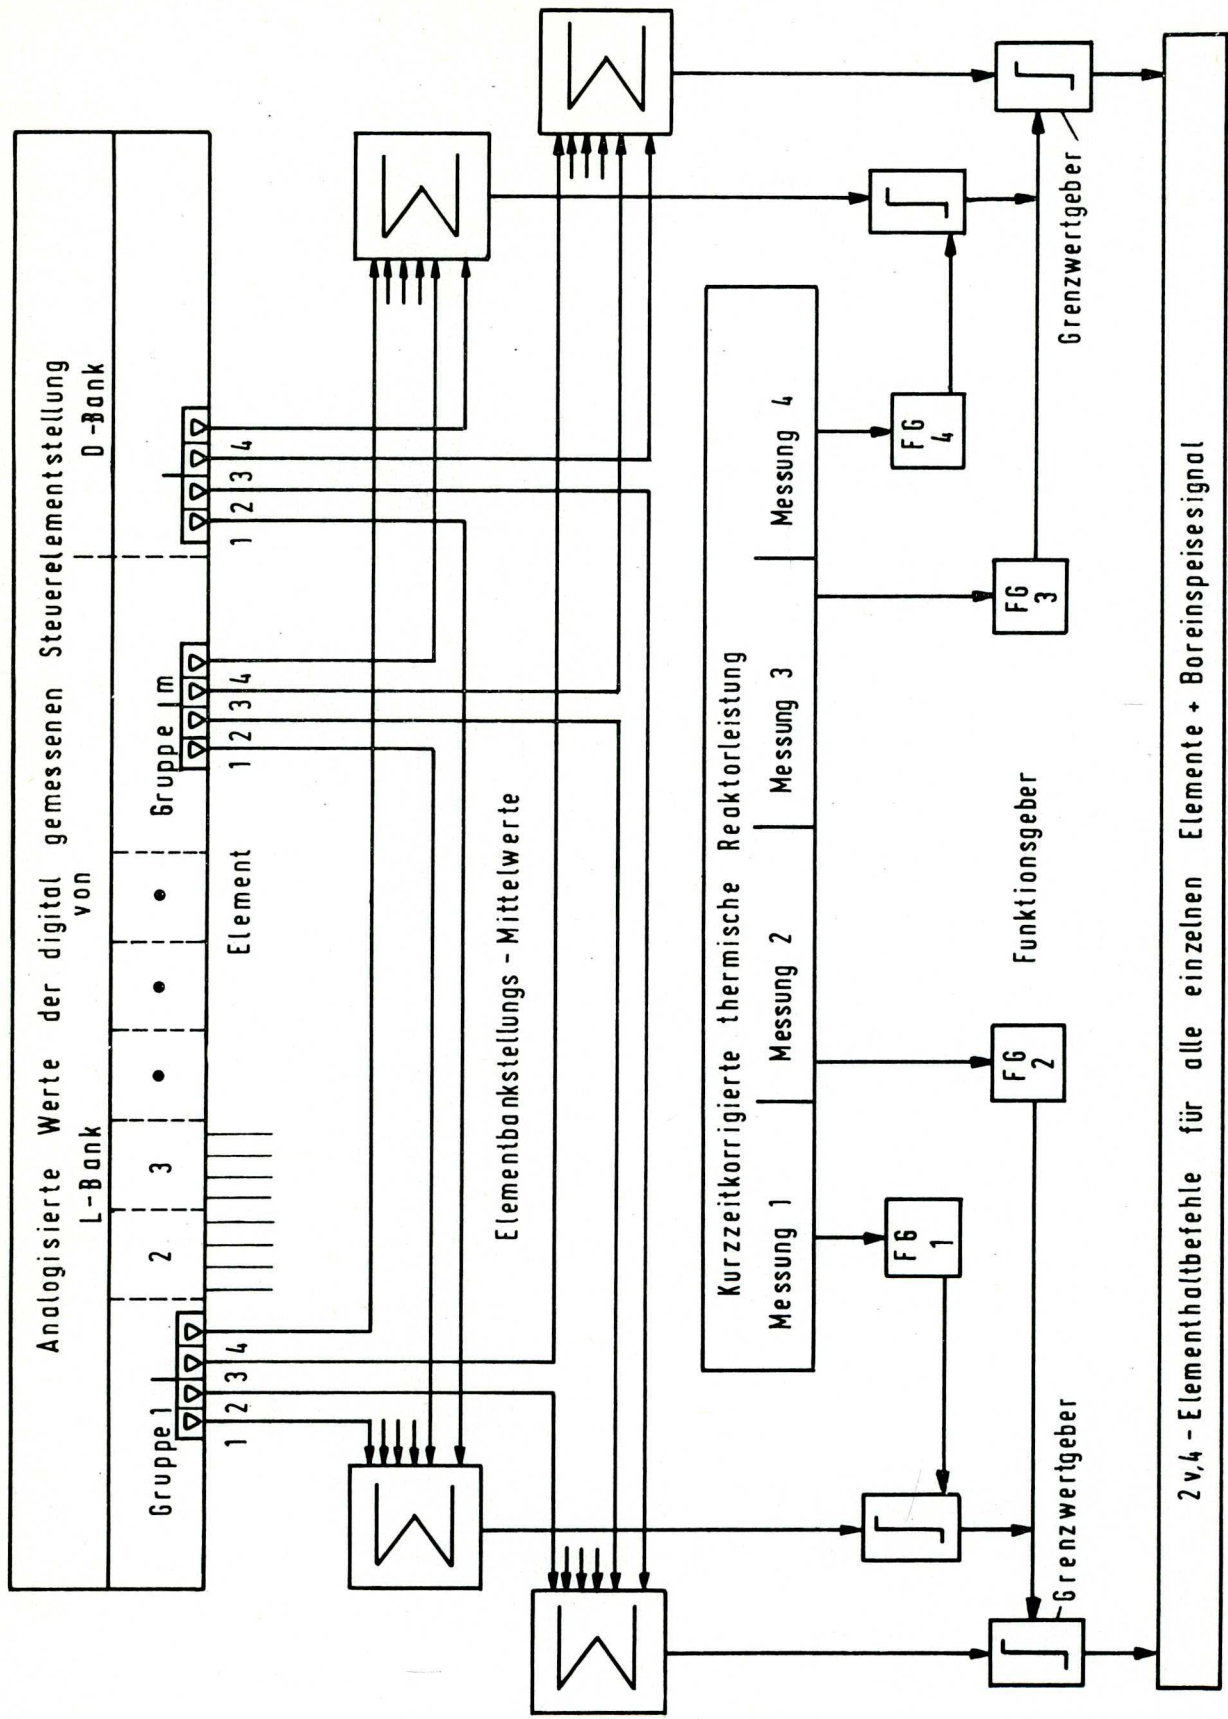 Analogisierte Werte der digital gemessenen Steuerelementstellung
von
L-Bank
D-Bank
Gruppe 1
2
3
Gruppe 1m
1 2 3 4
Element
1 2 3 4
1 2 3 4
Elementbankstellungs - Mittelwerte
Kurzzeitkorrigierte thermische Reaktorleistung
Messung 1
Messung 2
Messung 3
Messung 4
FG
1
FG
4
FG
2
Funktionsgeber
FG
3
Grenzwertgeber
Grenzwertgeber
2 v. 4 - Elementhaltbefehle für alle einzelnen Elemente + Boreinspeisesignal